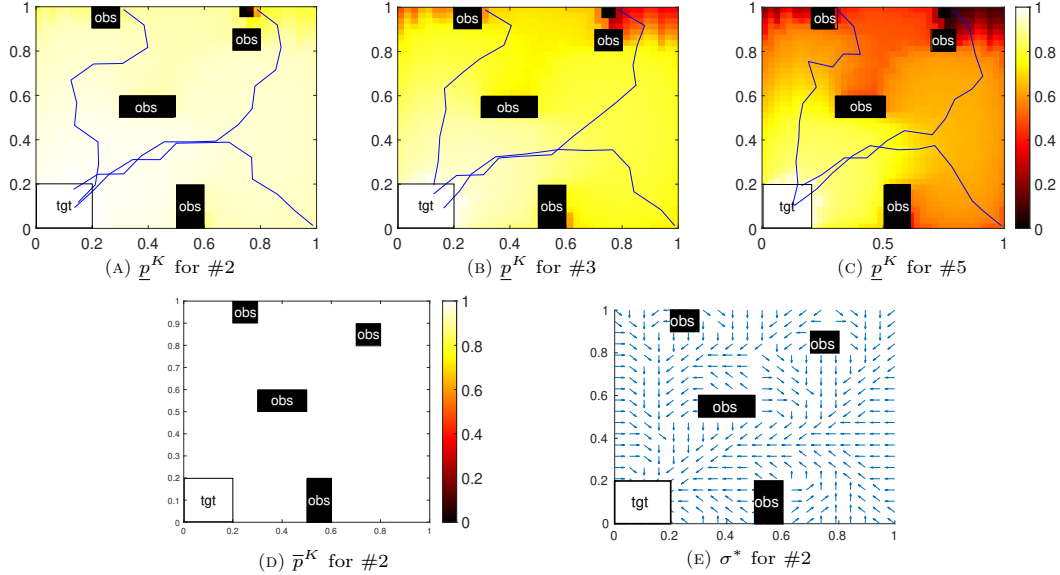 1
0.8
0.6
0.4
0.2
0
0 0.2 0.4 0.6 0.8 1
obs
obs
obs
obs
tgt
(A) p^K for #2
1
0.8
0.6
0.4
0.2
0
0 0.2 0.4 0.6 0.8 1
obs
obs
obs
obs
tgt
(B) p^K for #3
1
0.8
0.6
0.4
0.2
0
0 0.5 1
obs
obs
obs
obs
tgt
1
0.8
0.6
0.4
0.2
0
(C) p^K for #5
1
0.9
0.8
0.7
0.6
0.5
0.4
0.3
0.2
0.1
0
0 0.2 0.4 0.6 0.8 1
obs
obs
obs
obs
tgt
1
0.8
0.6
0.4
0.2
0
(D) p̅^K for #2
1
0.8
0.6
0.4
0.2
0
0 0.2 0.4 0.6 0.8 1
obs
obs
obs
obs
tgt
(E) σ* for #2